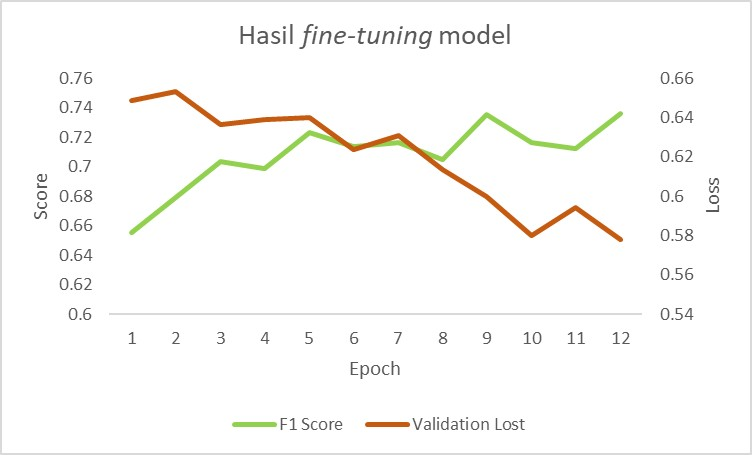 Hasil fine-tuning model
0.76
0.74
0.72
0.7
0.68
0.66
0.64
0.62
0.6
Score
0.66
0.64
0.62
0.6
0.58
0.56
0.54
Loss
1 2 3 4 5 6 7 8 9 10 11 12
Epoch
F1 Score Validation Lost